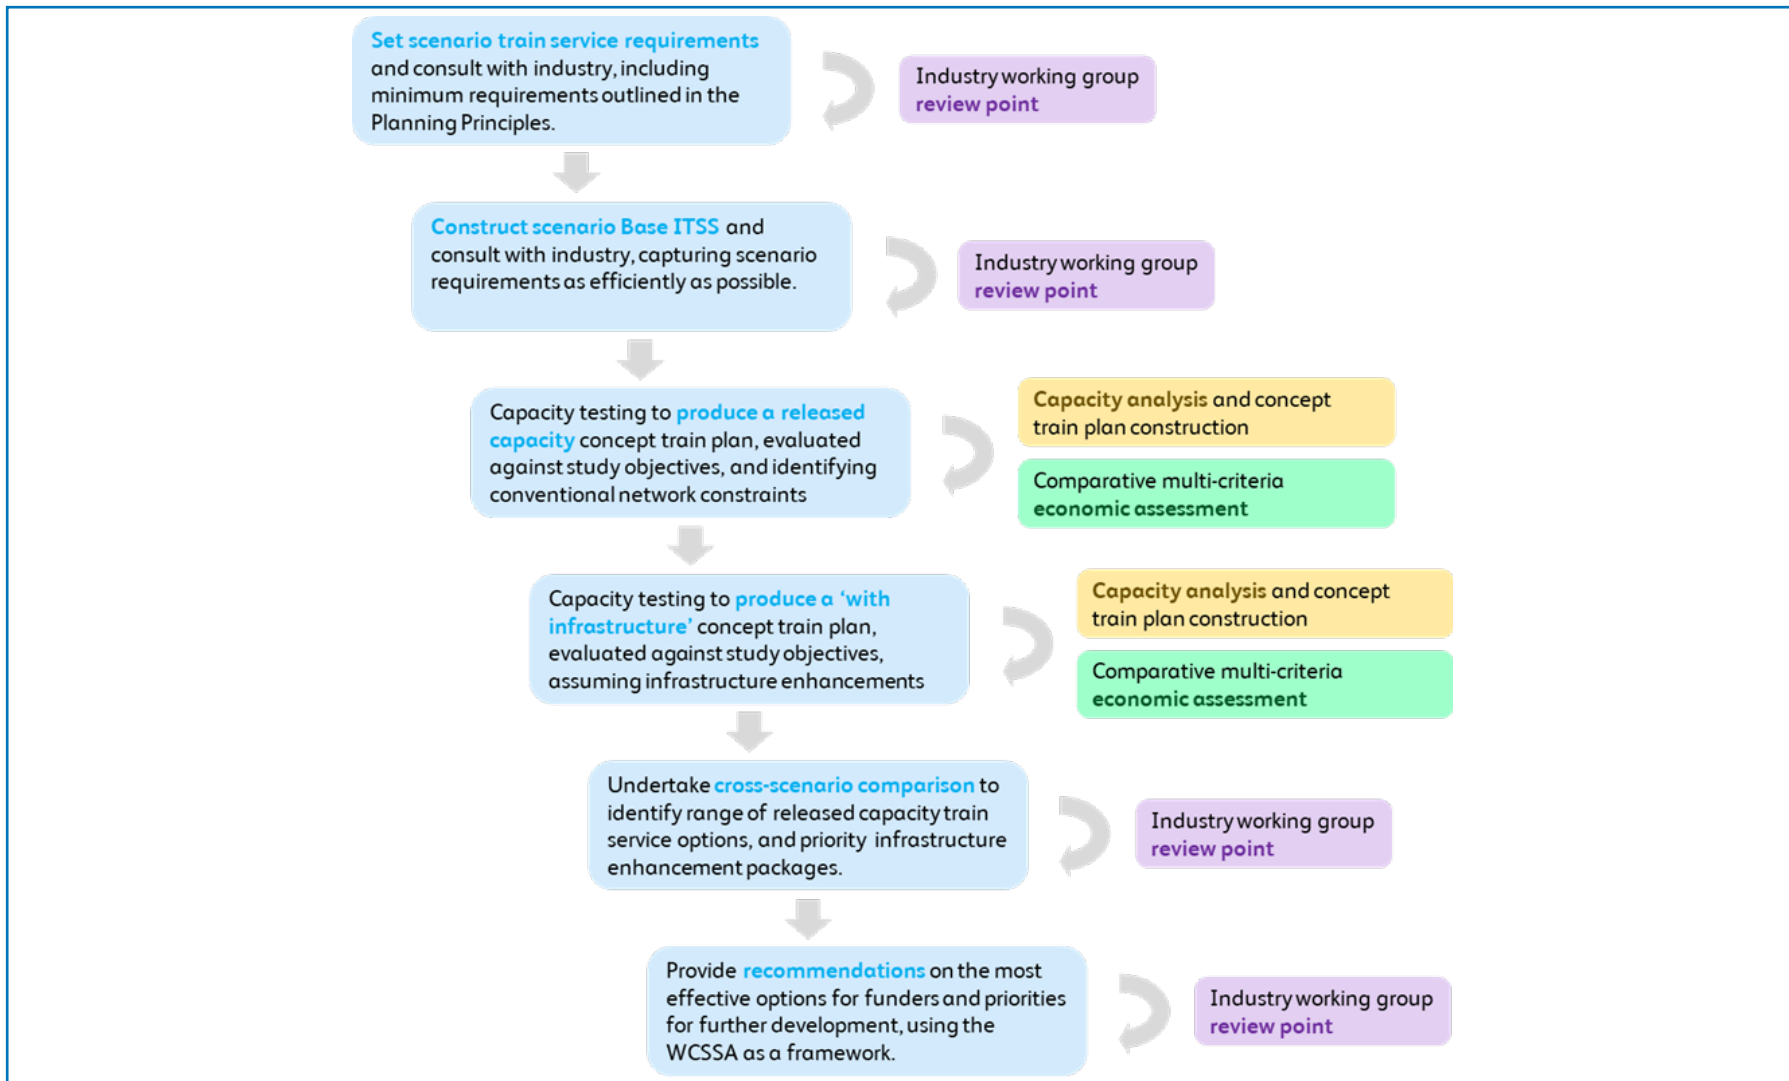 Set scenario train service requirements
and consult with industry, including
minimum requirements outlined in the
Planning Principles.
Industry working group
review point
Construct scenario Base ITSS and
consult with industry, capturing scenario
requirements as efficiently as possible.
Industry working group
review point
Capacity testing to produce a released
capacity concept train plan, evaluated
against study objectives, and identifying
conventional network constraints
Capacity analysis and concept
train plan construction
Comparative multi-criteria
economic assessment
Capacity testing to produce a ‘with
infrastructure’ concept train plan,
evaluated against study objectives,
assuming infrastructure enhancements
Capacity analysis and concept
train plan construction
Comparative multi-criteria
economic assessment
Undertake cross-scenario comparison to
identify range of released capacity train
service options, and priority infrastructure
enhancement packages.
Industry working group
review point
Provide recommendations on the most
effective options for funders and priorities
for further development, using the
WCSSA as a framework.
Industry working group
review point